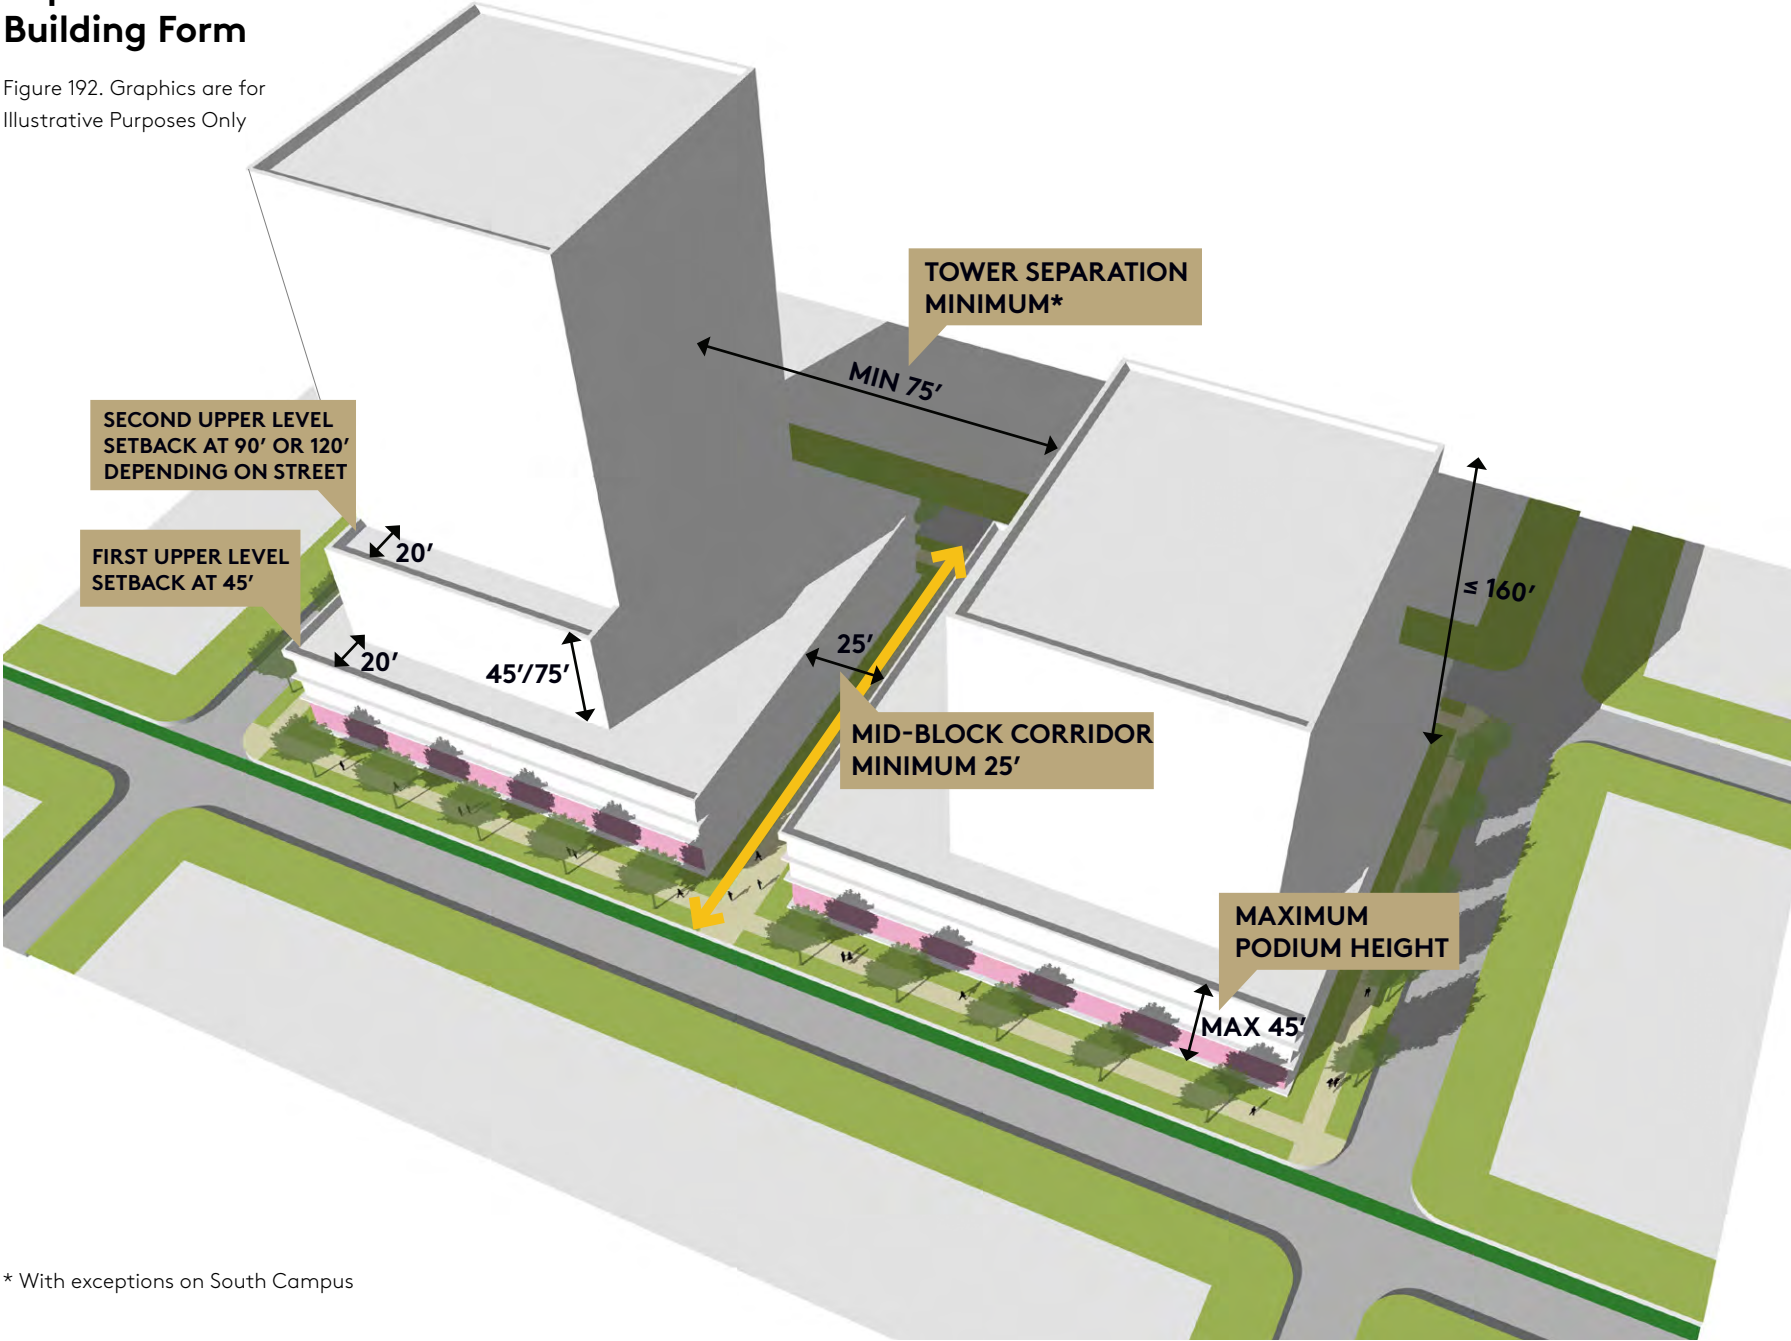 Building Form
Figure 192. Graphics are for
Illustrative Purposes Only
TOWER SEPARATION
MINIMUM*
MIN 75'
SECOND UPPER LEVEL
SETBACK AT 90' OR 120'
DEPENDING ON STREET
20'
FIRST UPPER LEVEL
SETBACK AT 45'
20'
45'/75'
25'
≤ 160'
MID-BLOCK CORRIDOR
MINIMUM 25'
MAXIMUM
PODIUM HEIGHT
MAX 45'
* With exceptions on South Campus